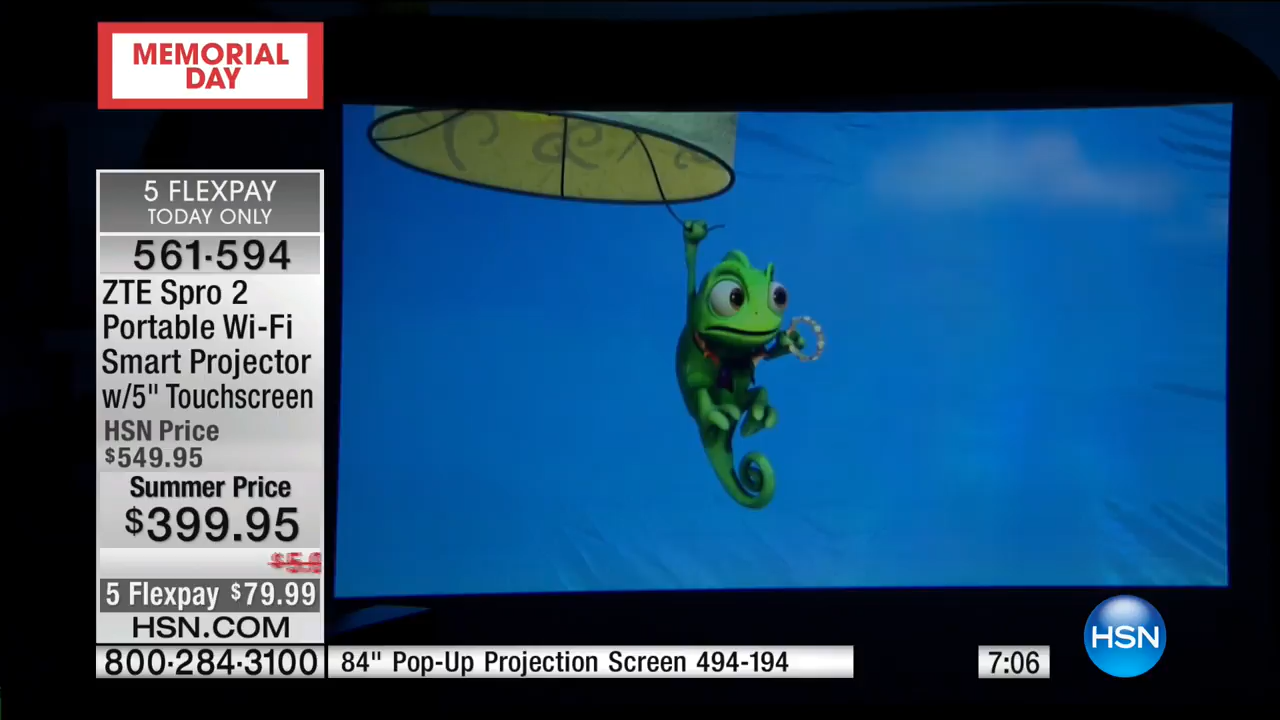 MEMORIAL
DAY
5 FLEXPAY
TODAY ONLY
561·594
ZTE Spro 2
Portable Wi-Fi
Smart Projector
w/5" Touchscreen
HSN Price
$549.95
Summer Price
$399.95
5 Flexpay $79.99
HSN.COM
800·284·3100
84" Pop-Up Projection Screen 494-194
7:06
HSN